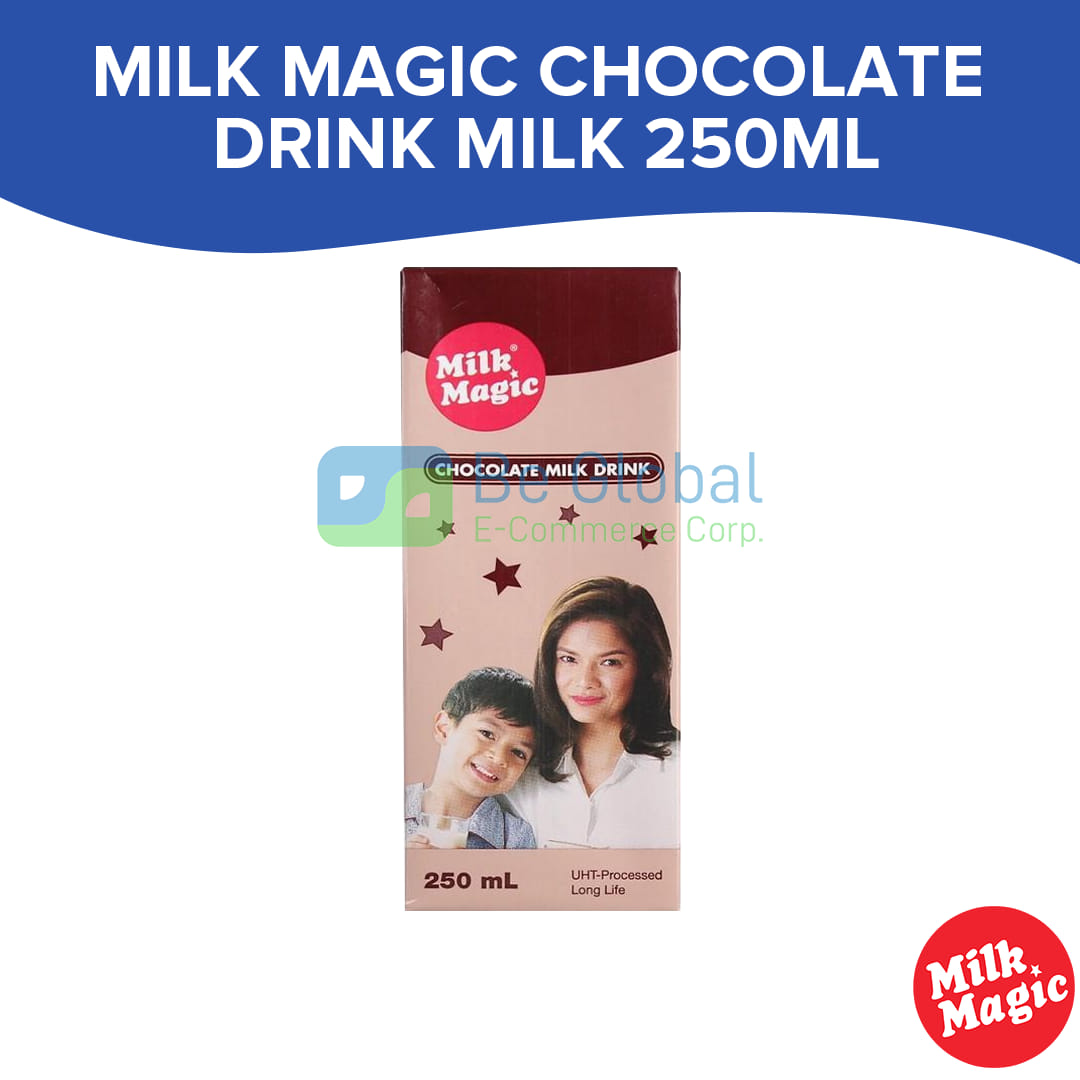 MILK MAGIC CHOCOLATE
DRINK MILK 250ML
Milk®
Magic
CHOCOLATE MILK DRINK
Be Global
E-Commerce Corp.
250 mL
UHT-Processed
Long Life
Milk
Magic